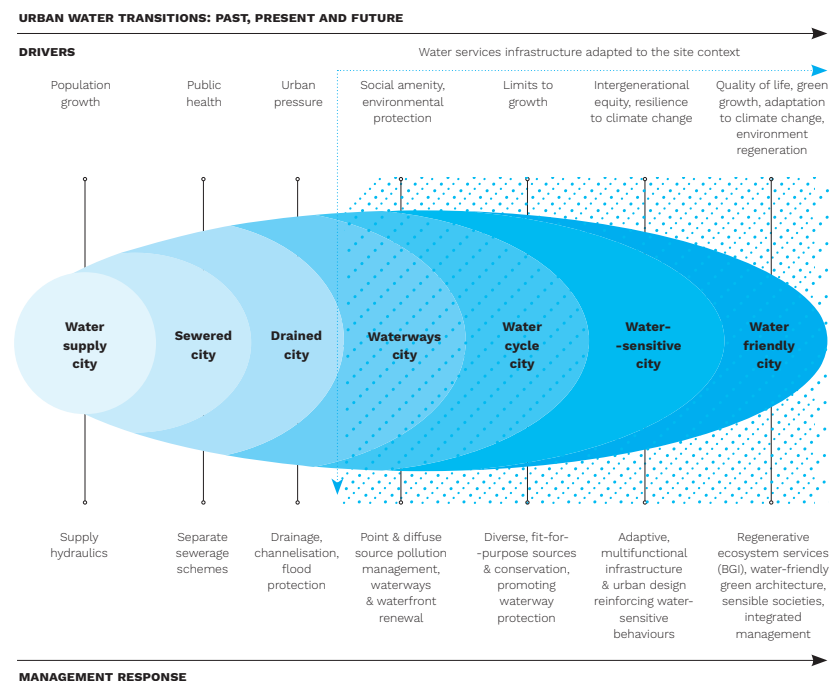 URBAN WATER TRANSITIONS: PAST, PRESENT AND FUTURE
DRIVERS
Water services infrastructure adapted to the site context
Population
growth
Public
health
Urban
pressure
Social amenity,
environmental
protection
Limits to
growth
Intergenerational
equity, resilience
to climate change
Quality of life, green
growth, adaptation
to climate change,
environment
regeneration
Water
supply
city
Sewered
city
Drained
city
Waterways
city
Water
cycle
city
Water-
-sensitive
city
Water
friendly
city
Supply
hydraulics
Separate
sewerage
schemes
Drainage,
channelisation,
flood
protection
Point & diffuse
source pollution
management,
waterways
& waterfront
renewal
Diverse, fit-for-
-purpose sources
& conservation,
promoting
waterway
protection
Adaptive,
multifunctional
infrastructure
& urban design
reinforcing water-
sensitive
behaviours
Regenerative
ecosystem services
(BGI), water-friendly
green architecture,
sensible societies,
integrated
management
MANAGEMENT RESPONSE